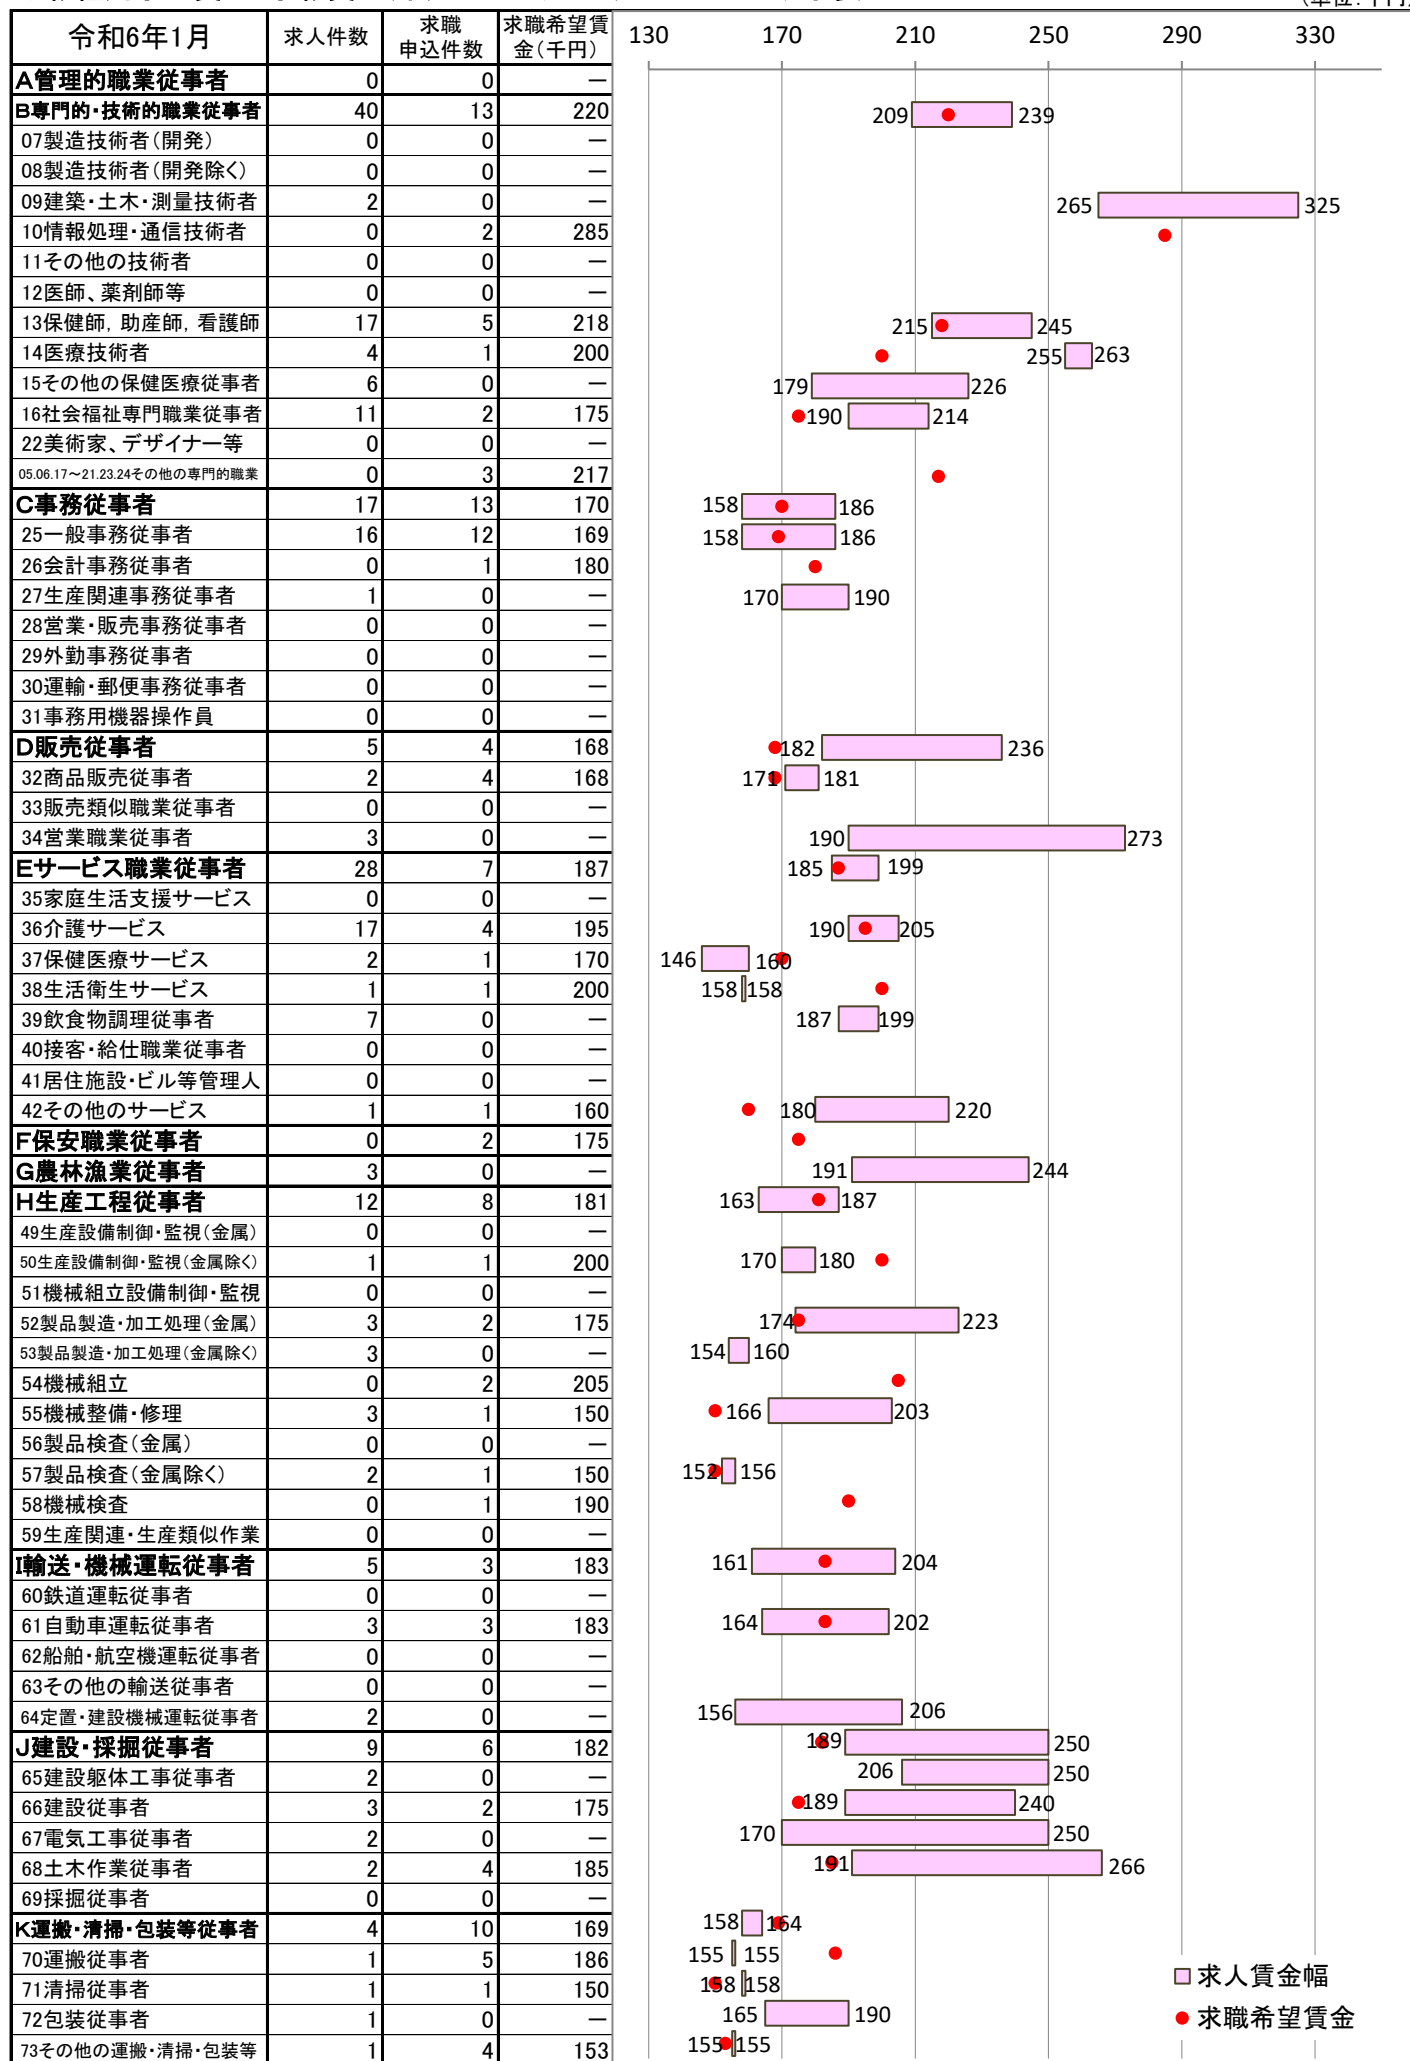 令和6年1月 求人件数 求職申込件数 求職希望賃金(千円) 130 170 210 250 290 330
A管理的職業従事者 0 0 ―
B専門的・技術的職業従事者 40 13 220 209 239
07製造技術者(開発) 0 0 ―
08製造技術者(開発除く) 0 0 ―
09建築・土木・測量技術者 2 0 ― 265 325
10情報処理・通信技術者 0 2 285
11その他の技術者 0 0 ―
12医師、薬剤師等 0 0 ―
13保健師,助産師,看護師 17 5 218 215 245
14医療技術者 4 1 200 255 263
15その他の保健医療従事者 6 0 ― 179 226
16社会福祉専門職業従事者 11 2 175 190 214
22美術家、デザイナー等 0 0 ―
05.06.17～21.23.24その他の専門的職業 0 3 217
C事務従事者 17 13 170 158 186
25一般事務従事者 16 12 169 158 186
26会計事務従事者 0 1 180
27生産関連事務従事者 1 0 ― 170 190
28営業・販売事務従事者 0 0 ―
29外勤事務従事者 0 0 ―
30運輸・郵便事務従事者 0 0 ―
31事務用機器操作員 0 0 ―
D販売従事者 5 4 168 182 236
32商品販売従事者 2 4 168 171 181
33販売類似職業従事者 0 0 ―
34営業職業従事者 3 0 ― 190 273
Eサービス職業従事者 28 7 187 185 199
35家庭生活支援サービス 0 0 ―
36介護サービス 17 4 195 190 205
37保健医療サービス 2 1 170 146 160
38生活衛生サービス 1 1 200 158 158
39飲食物調理従事者 7 0 ― 187 199
40接客・給仕職業従事者 0 0 ―
41居住施設・ビル等管理人 0 0 ―
42その他のサービス 1 1 160 180 220
F保安職業従事者 0 2 175
G農林漁業従事者 3 0 ― 191 244
H生産工程従事者 12 8 181 163 187
49生産設備制御・監視(金属) 0 0 ―
50生産設備制御・監視(金属除く) 1 1 200 170 180
51機械組立設備制御・監視 0 0 ―
52製品製造・加工処理(金属) 3 2 175 174 223
53製品製造・加工処理(金属除く) 3 0 ― 154 160
54機械組立 0 2 205
55機械整備・修理 3 1 150 166 203
56製品検査(金属) 0 0 ―
57製品検査(金属除く) 2 1 150 152 156
58機械検査 0 1 190
59生産関連・生産類似作業 0 0 ―
I輸送・機械運転従事者 5 3 183 161 204
60鉄道運転従事者 0 0 ―
61自動車運転従事者 3 3 183 164 202
62船舶・航空機運転従事者 0 0 ―
63その他の輸送従事者 0 0 ―
64定置・建設機械運転従事者 2 0 ― 156 206
J建設・採掘従事者 9 6 182 189 250
65建設躯体工事従事者 2 0 ― 206 250
66建設従事者 3 2 175 189 240
67電気工事従事者 2 0 ― 170 250
68土木作業従事者 2 4 185 191 266
69採掘従事者 0 0 ―
K運搬・清掃・包装等従事者 4 10 169 158 164
70運搬従事者 1 5 186 155 155
71清掃従事者 1 1 150 158 158
72包装従事者 1 0 ― 165 190
73その他の運搬・清掃・包装等 1 4 153 155 155
求人賃金幅
求職希望賃金